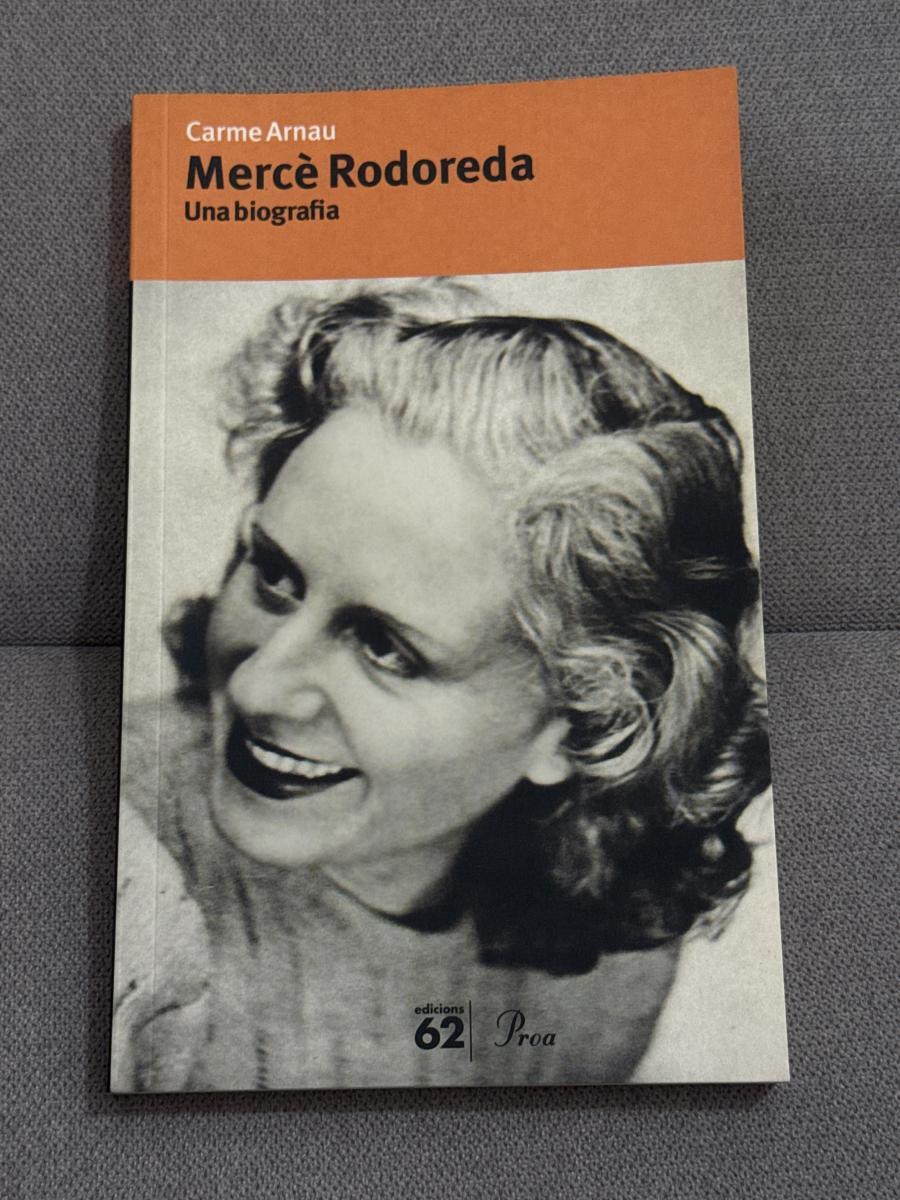 Carme Arnau
Mercè Rodoreda
Una biografia
edicions
62
Proa